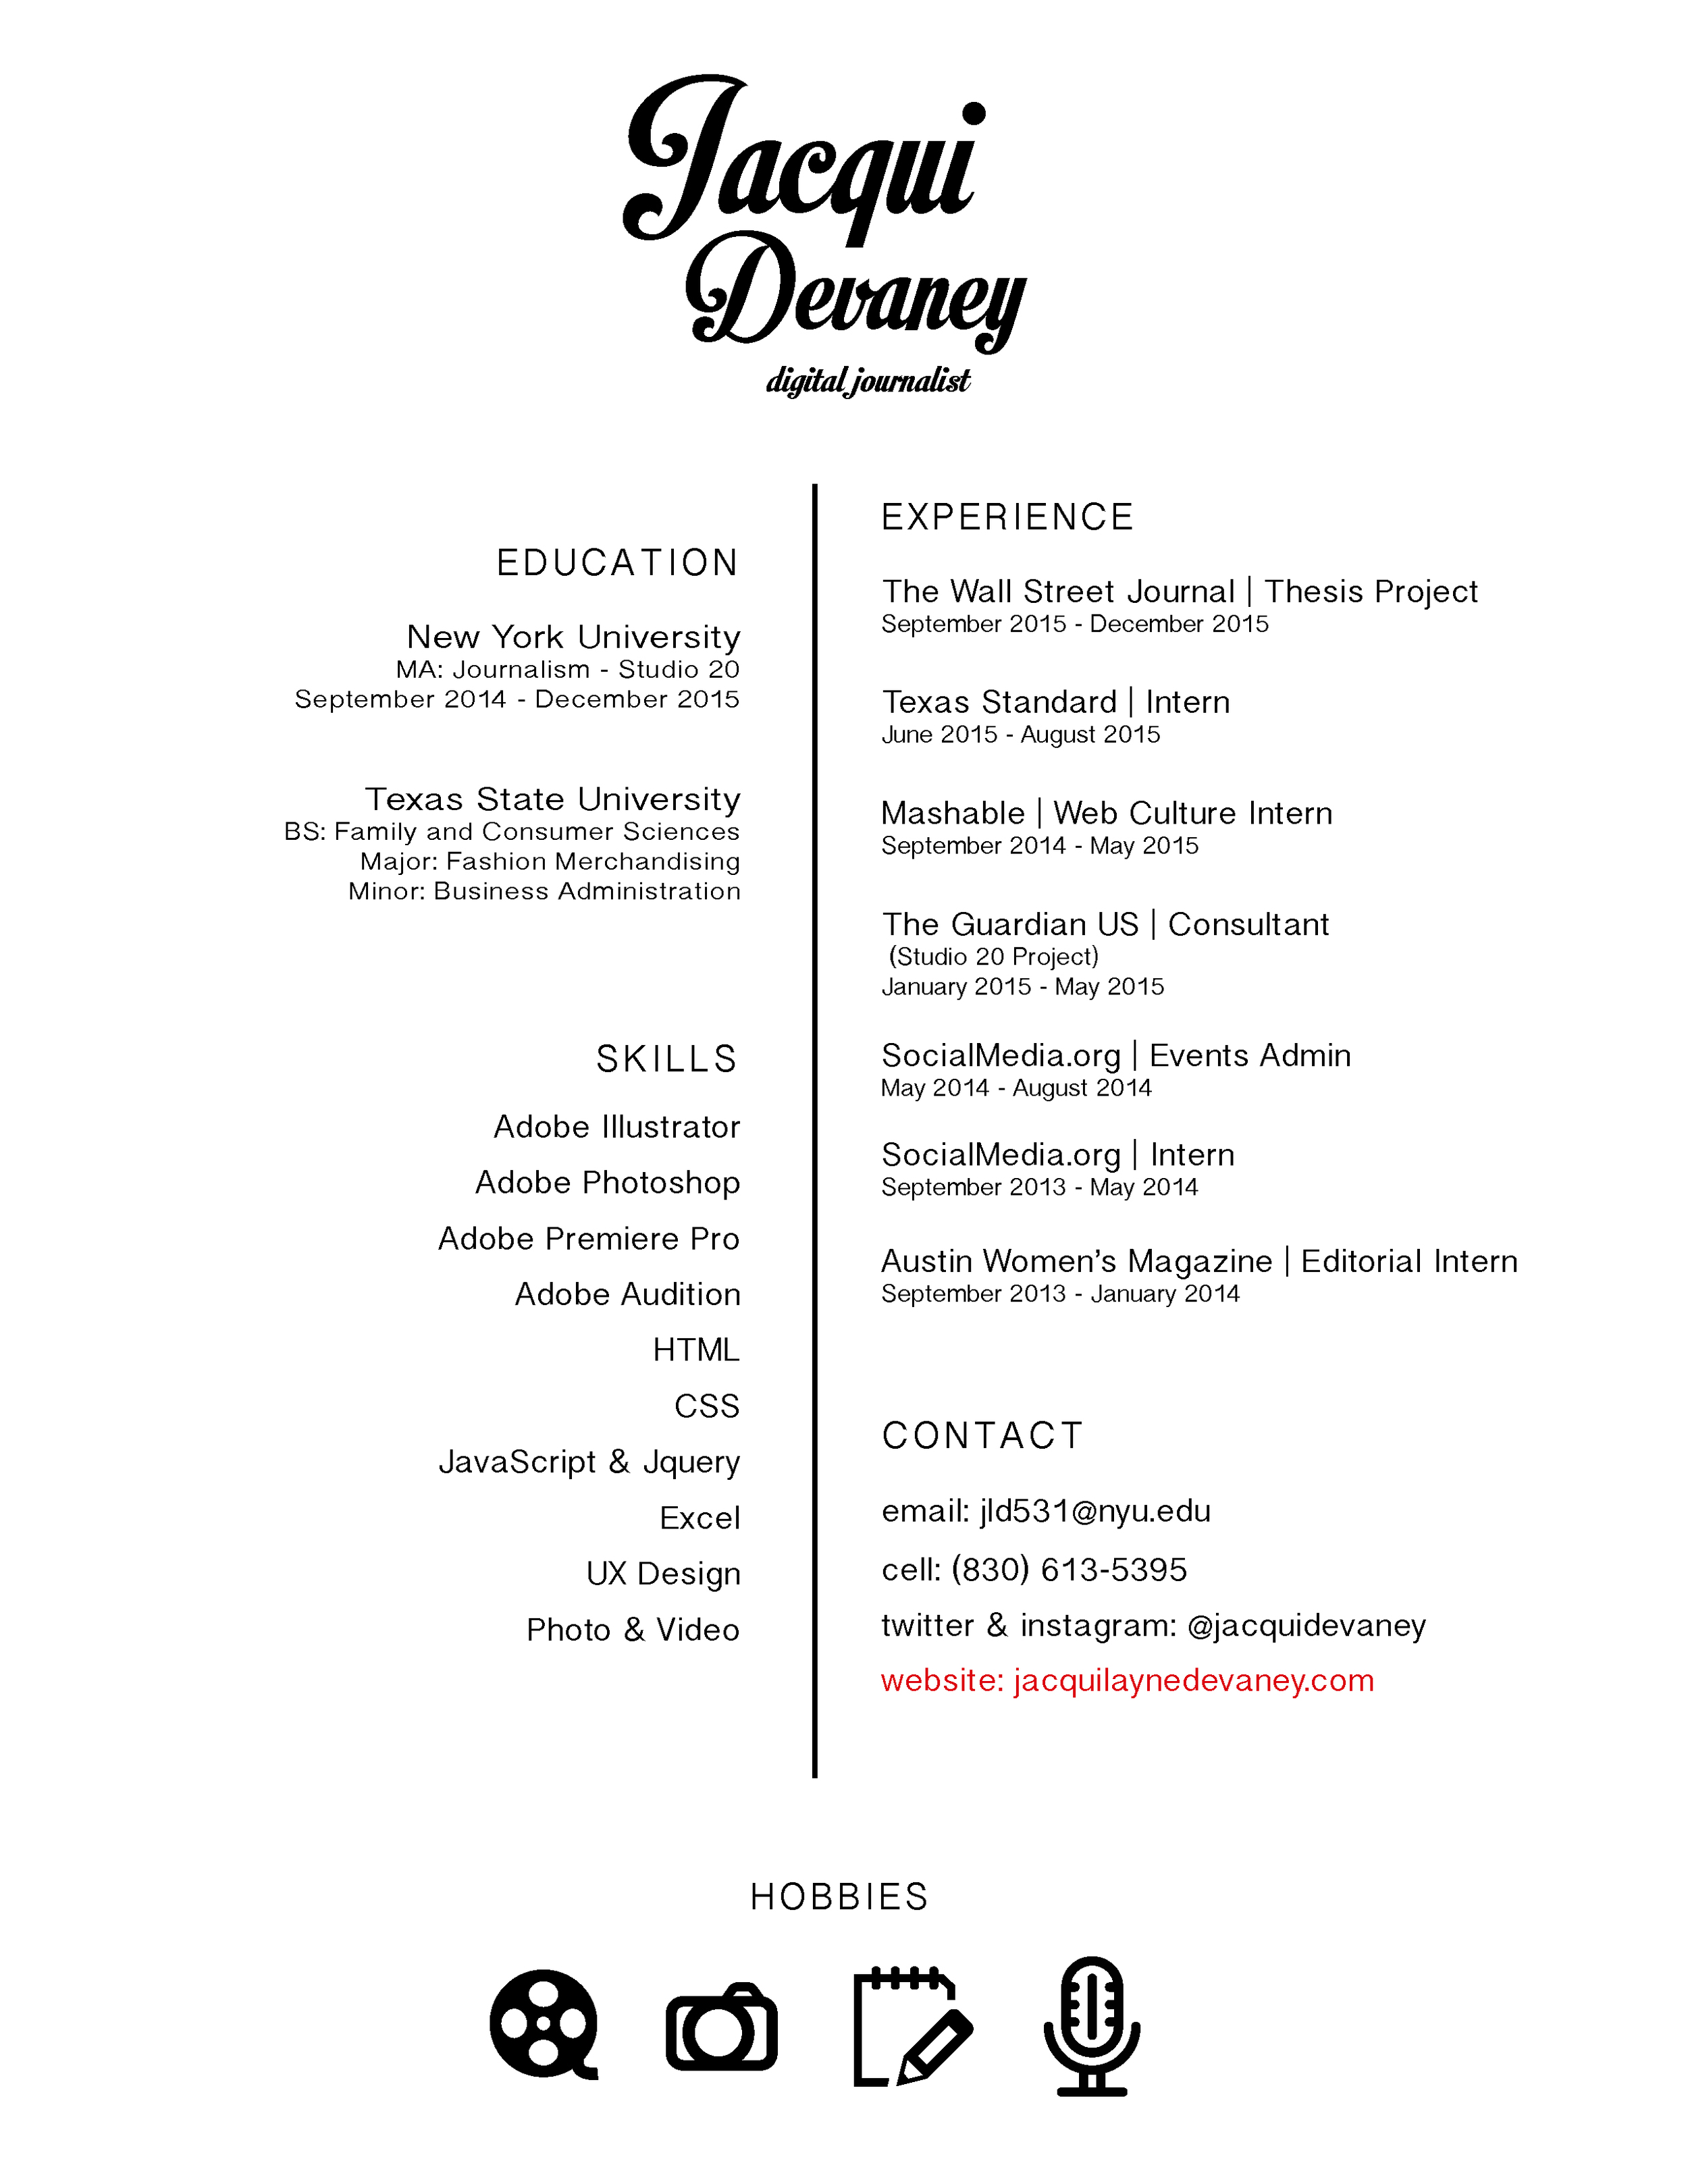 Jacqui
Devaney
digital journalist
EDUCATION
New York University
MA: Journalism - Studio 20
September 2014 - December 2015
Texas State University
BS: Family and Consumer Sciences
Major: Fashion Merchandising
Minor: Business Administration
SKILLS
Adobe Illustrator
Adobe Photoshop
Adobe Premiere Pro
Adobe Audition
HTML
CSS
JavaScript & Jquery
Excel
UX Design
Photo & Video
EXPERIENCE
The Wall Street Journal | Thesis Project
September 2015 - December 2015
Texas Standard | Intern
June 2015 - August 2015
Mashable | Web Culture Intern
September 2014 - May 2015
The Guardian US | Consultant
(Studio 20 Project)
January 2015 - May 2015
SocialMedia.org | Events Admin
May 2014 - August 2014
SocialMedia.org | Intern
September 2013 - May 2014
Austin Women’s Magazine | Editorial Intern
September 2013 - January 2014
CONTACT
email: jld531@nyu.edu
cell: (830) 613-5395
twitter & instagram: @jacquidevaney
website: jacquilaynedevaney.com
HOBBIES